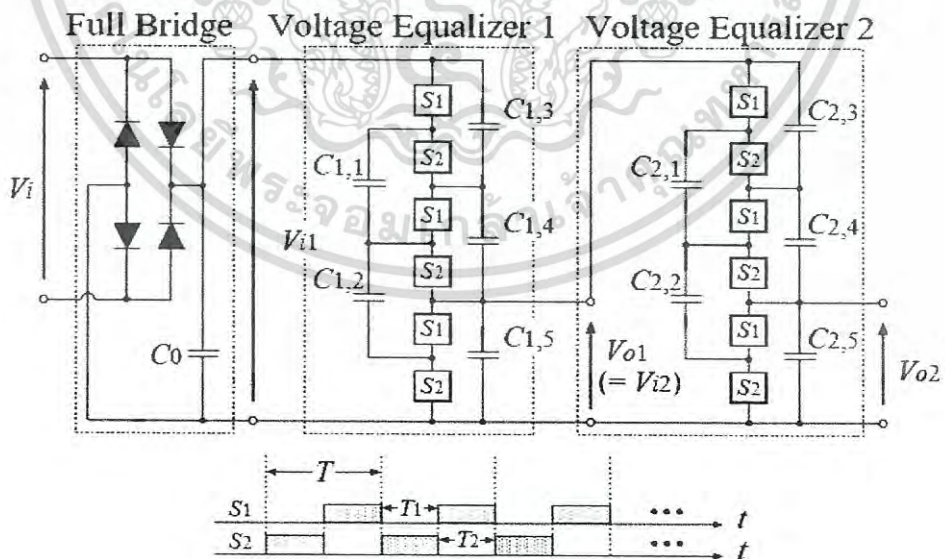 Full Bridge Voltage Equalizer 1 Voltage Equalizer 2
S1 C1,3 S1 C2,3
C1,1 S2 C2,1 S2
Vi S1 C1,4 S1 C2,4
Vi1
C1,2 S2 C2,2 S2
S1 C1,5 S1 C2,5
C0 Vo1 Vo2
(= Vi2)
S2 S2
T
S1 T1 ••• t
S2 T2 ••• t